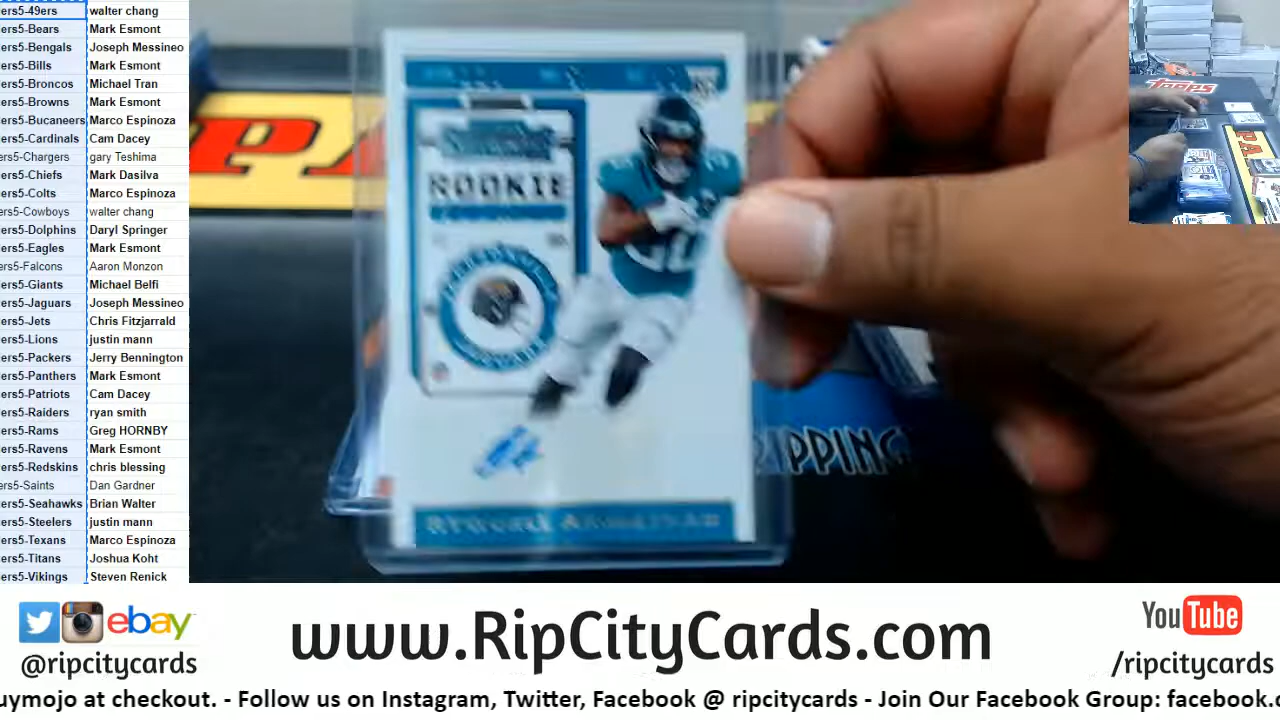 ers5-49ers walter chang
ers5-Bears Mark Esmont
ers5-Bengals Joseph Messineo
ers5-Bills Mark Esmont
ers5-Broncos Michael Tran
ers5-Browns Mark Esmont
ers5-Bucaneers Marco Espinoza
ers5-Cardinals Cam Dacey
ers5-Chargers gary Teshima
ers5-Chiefs Mark Dasilva
ers5-Colts Marco Espinoza
ers5-Cowboys walter chang
ers5-Dolphins Daryl Springer
ers5-Eagles Mark Esmont
ers5-Falcons Aaron Monzon
ers5-Giants Michael Belfi
ers5-Jaguars Joseph Messineo
ers5-Jets Chris Fitzjarrald
ers5-Lions justin mann
ers5-Packers Jerry Bennington
ers5-Panthers Mark Esmont
ers5-Patriots Cam Dacey
ers5-Raiders ryan smith
ers5-Rams Greg HORNBY
ers5-Ravens Mark Esmont
ers5-Redskins chris blessing
ers5-Saints Dan Gardner
ers5-Seahawks Brian Walter
ers5-Steelers justin mann
ers5-Texans Marco Espinoza
ers5-Titans Joshua Koht
ers5-Vikings Steven Renick
ROOKIE
20
RIPPING
Topps
PA
ebay
@ripcitycards
www.RipCityCards.com
YouTube
/ripcitycards
uymojo at checkout. - Follow us on Instagram, Twitter, Facebook @ ripcitycards - Join Our Facebook Group: facebook.c